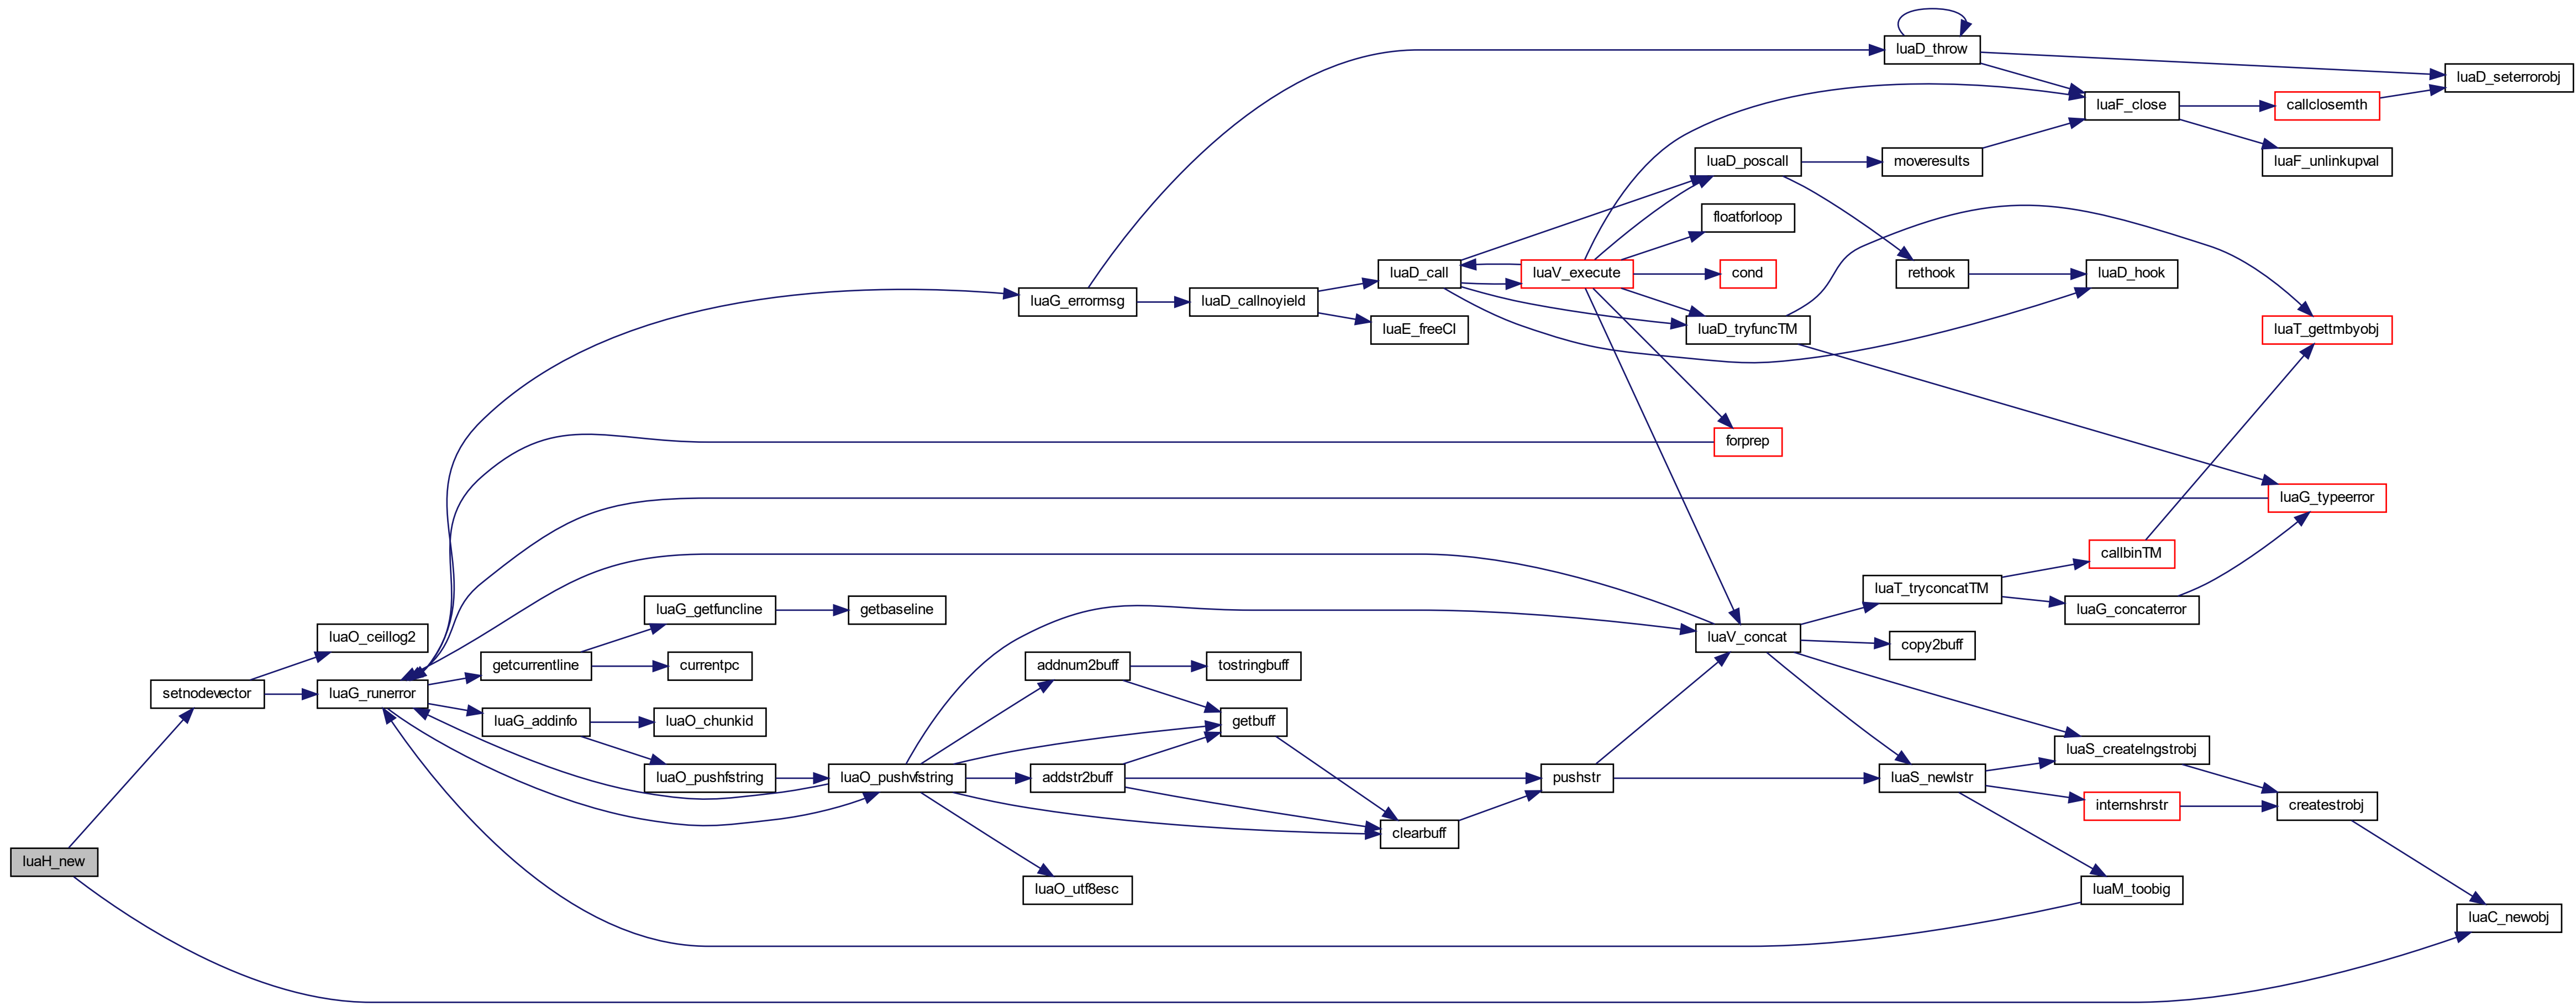 luaD_throw
luaD_seterrorobj
luaF_close
callclosemth
luaD_poscall
moveresults
luaF_unlinkupval
floatforloop
luaG_errormsg
luaD_callnoyield
luaD_call
luaV_execute
cond
rethook
luaD_hook
luaE_freeCI
luaD_tryfuncTM
luaT_gettmbyobj
forprep
luaG_typeerror
callbinTM
luaT_tryconcatTM
luaG_concaterror
luaG_getfuncline
getbaseline
luaO_ceillog2
luaV_concat
copy2buff
getcurrentline
currentpc
addnum2buff
tostringbuff
setnodevector
luaG_runerror
luaG_addinfo
luaO_chunkid
getbuff
luaS_createlngstrobj
luaO_pushfstring
luaO_pushvfstring
addstr2buff
pushstr
luaS_newlstr
internshrstr
createstrobj
clearbuff
luaH_new
luaO_utf8esc
luaM_toobig
luaC_newobj